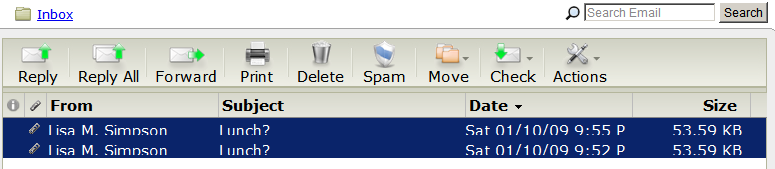 Inbox
Search Email Search
Reply Reply All Forward Print Delete Spam Move Check Actions
From Subject Date Size
Lisa M. Simpson Lunch? Sat 01/10/09 9:55 P 53.59 KB
Lisa M. Simpson Lunch? Sat 01/10/09 9:52 P 53.59 KB